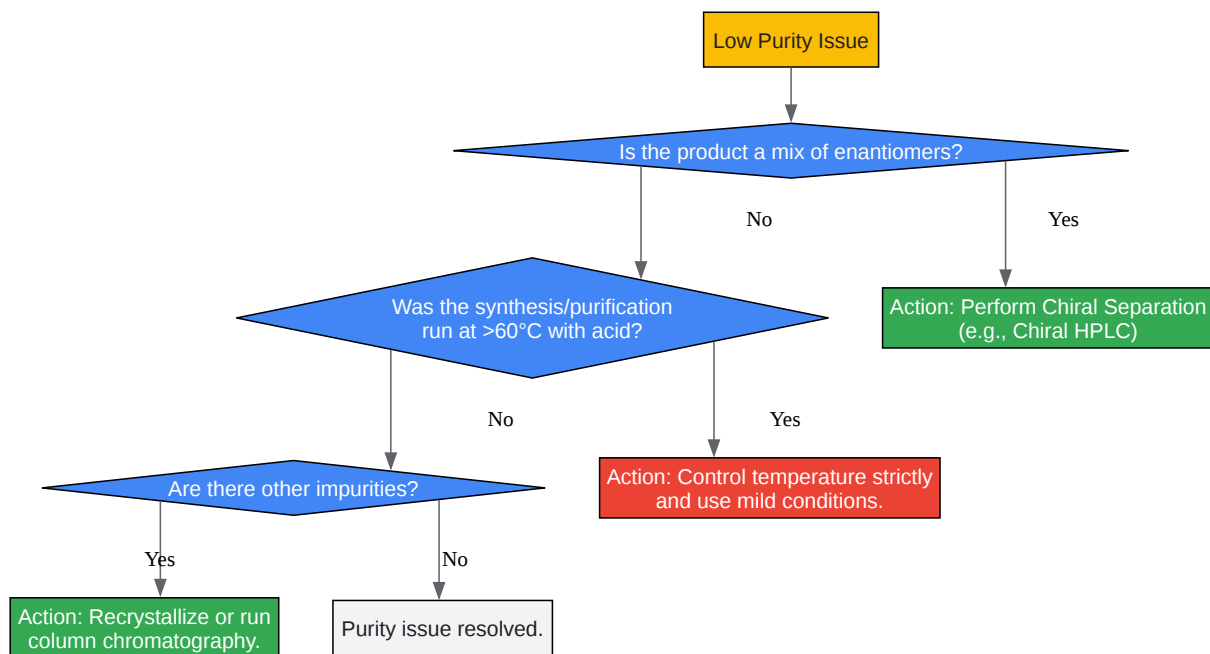 Low Purity Issue
Is the product a mix of enantiomers?
No
Yes
Was the synthesis/purification
run at >60°C with acid?
Action: Perform Chiral Separation
(e.g., Chiral HPLC)
No
Yes
Are there other impurities?
Action: Control temperature strictly
and use mild conditions.
Yes
No
Action: Recrystallize or run
column chromatography.
Purity issue resolved.